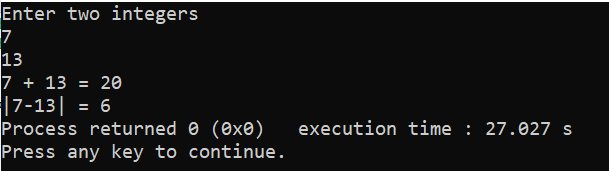 Enter two integers
7
13
7 + 13 = 20
|7-13| = 6
Process returned 0 (0x0)   execution time : 27.027 s
Press any key to continue.